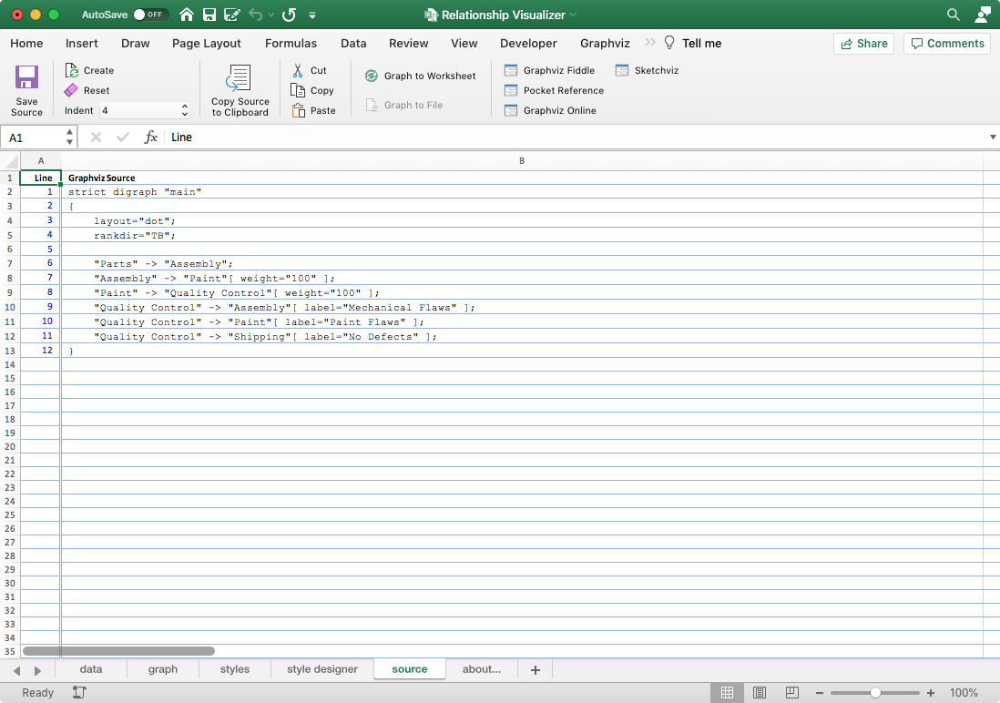 AutoSave OFF Relationship Visualizer
Home Insert Draw Page Layout Formulas Data Review View Developer Graphviz Tell me Share Comments
Save Source
Create
Reset
Indent 4
Copy Source to Clipboard
Cut
Copy
Paste
Graph to Worksheet
Graph to File
Graphviz Fiddle
Pocket Reference
Graphviz Online
Sketchviz
A1 fx Line
A B
1 Line Graphviz Source
2 1 strict digraph "main"
3 2 {
4 3 layout="dot";
5 4 rankdir="TB";
6 5
7 6 "Parts" -> "Assembly";
8 7 "Assembly" -> "Paint"[ weight="100" ];
9 8 "Paint" -> "Quality Control"[ weight="100" ];
10 9 "Quality Control" -> "Assembly"[ label="Mechanical Flaws" ];
11 10 "Quality Control" -> "Paint"[ label="Paint Flaws" ];
12 11 "Quality Control" -> "Shipping"[ label="No Defects" ];
13 12 }
14
15
16
17
18
19
20
21
22
23
24
25
26
27
28
29
30
31
32
33
34
35
data graph styles style designer source about... +
Ready 100%